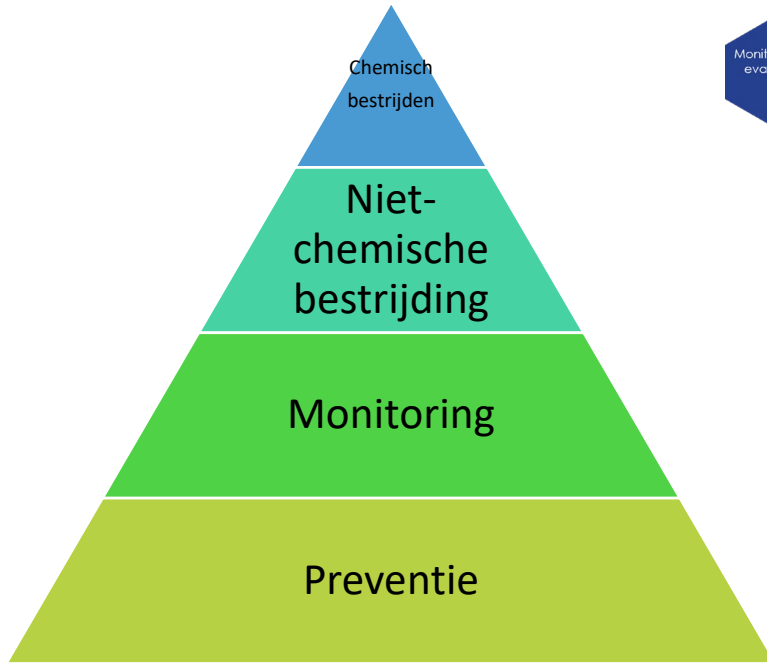 Chemisch
bestrijden
Niet-
chemische
bestrijding
Monitoring
Preventie